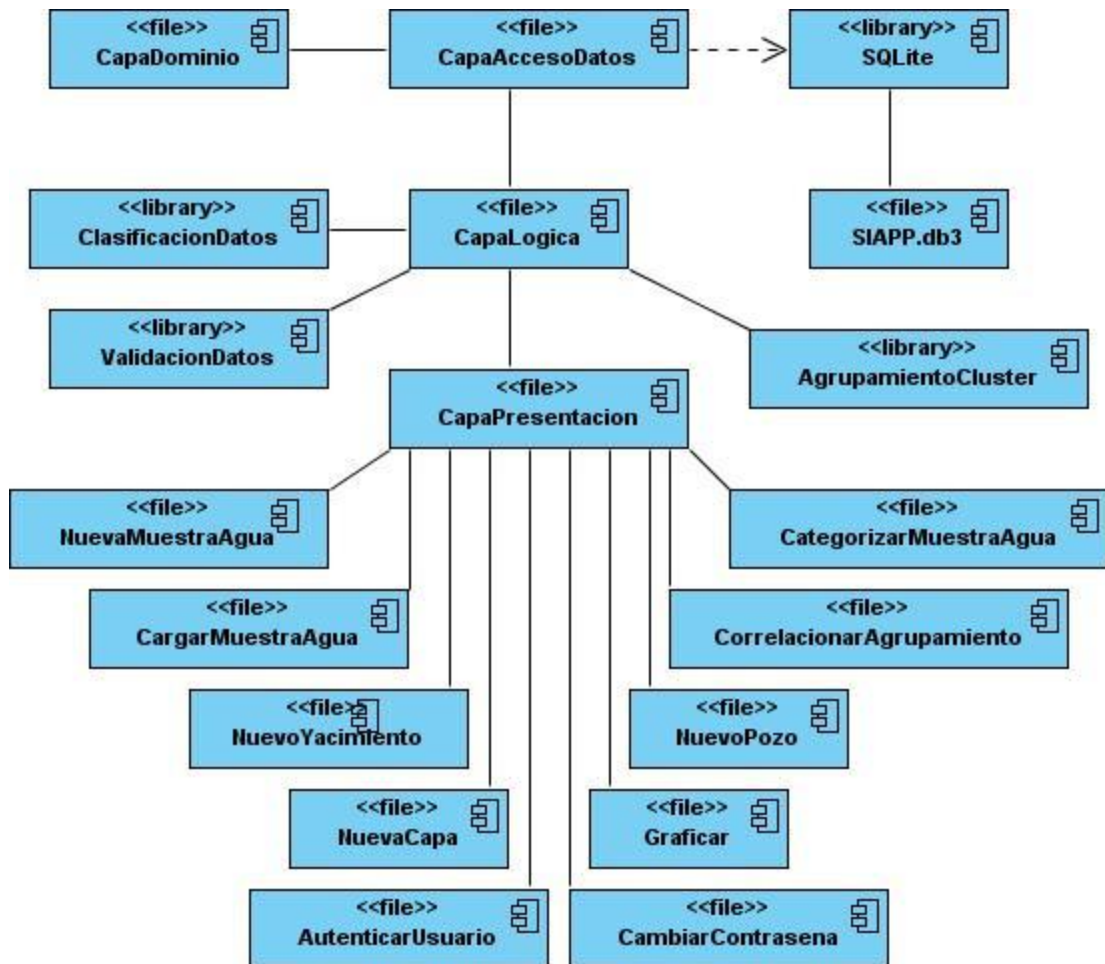 <<file>>
CapaDominio
<<file>>
CapaAccesoDatos
<<library>>
SQLite
<<library>>
ClasificacionDatos
<<file>>
CapaLogica
<<file>>
SIAPP.db3
<<library>>
ValidacionDatos
<<library>>
AgrupamientoCluster
<<file>>
CapaPresentacion
<<file>>
NuevaMuestraAgua
<<file>>
CategorizarMuestraAgua
<<file>>
CargarMuestraAgua
<<file>>
CorrelacionarAgrupamiento
<<file>>
NuevoYacimiento
<<file>>
NuevoPozo
<<file>>
NuevaCapa
<<file>>
Graficar
<<file>>
AutenticarUsuario
<<file>>
CambiarContrasena